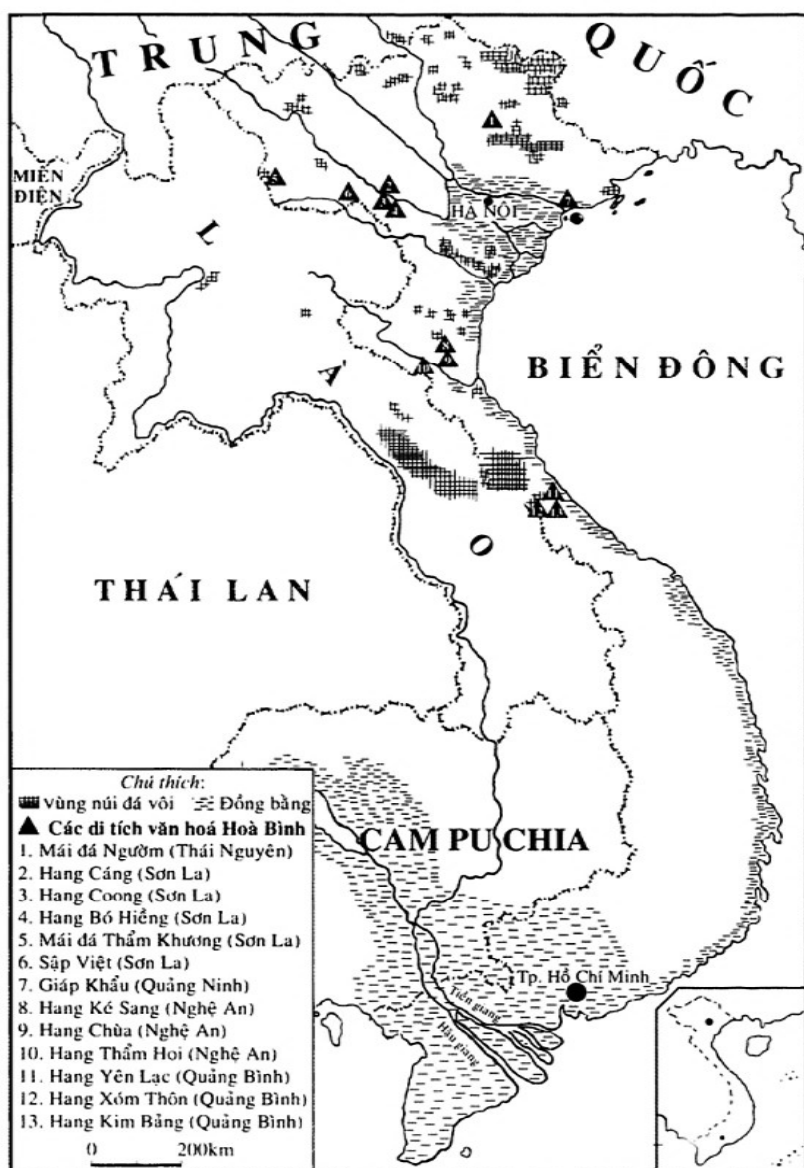 TRUNG QUỐC
MIẾN ĐIỆN
LÀO
HÀ NỘI
BIỂN ĐÔNG
THÁI LAN
CAM PU CHIA
Tp. Hồ Chí Minh
Tiền giang
Hậu giang
Chú thích:
Vùng núi đá vôi Đồng bằng
Các di tích văn hoá Hoà Bình
1. Mái đá Ngườm (Thái Nguyên)
2. Hang Cáng (Sơn La)
3. Hang Coong (Sơn La)
4. Hang Bó Hiềng (Sơn La)
5. Mái đá Thẩm Khương (Sơn La)
6. Sập Việt (Sơn La)
7. Giáp Khẩu (Quảng Ninh)
8. Hang Ké Sang (Nghệ An)
9. Hang Chùa (Nghệ An)
10. Hang Thẩm Hoi (Nghệ An)
11. Hang Yên Lạc (Quảng Bình)
12. Hang Xóm Thôn (Quảng Bình)
13. Hang Kim Bảng (Quảng Bình)
0 200km